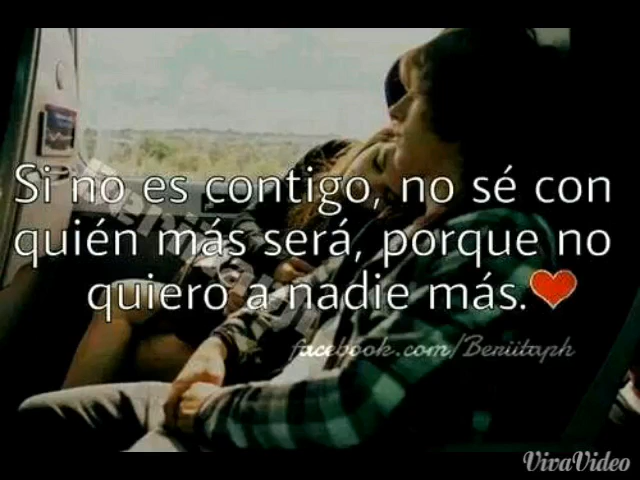 Si no es contigo, no sé con
quién más será, porque no
quiero a nadie más.
facebook.com/Beriitaph
VivaVideo